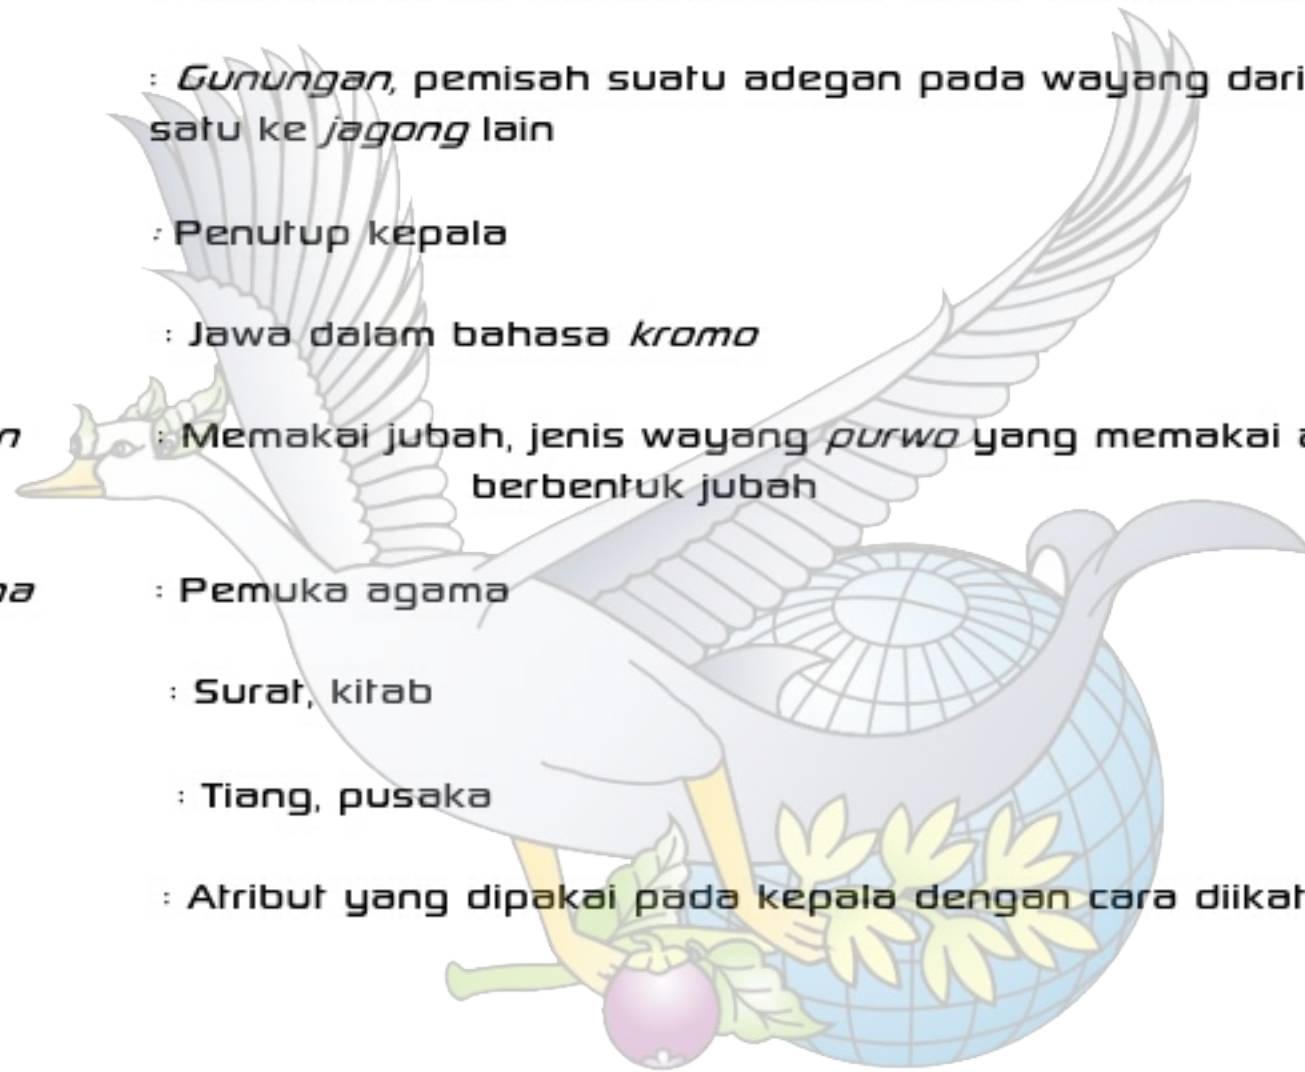 : Gunungan, pemisah suatu adegan pada wayang dari
satu ke jagong lain
: Penutup kepala
: Jawa dalam bahasa kromo
n : Memakai jubah, jenis wayang purwo yang memakai a
berbentuk jubah
na : Pemuka agama
: Surat, kitab
: Tiang, pusaka
: Atribut yang dipakai pada kepala dengan cara diikat